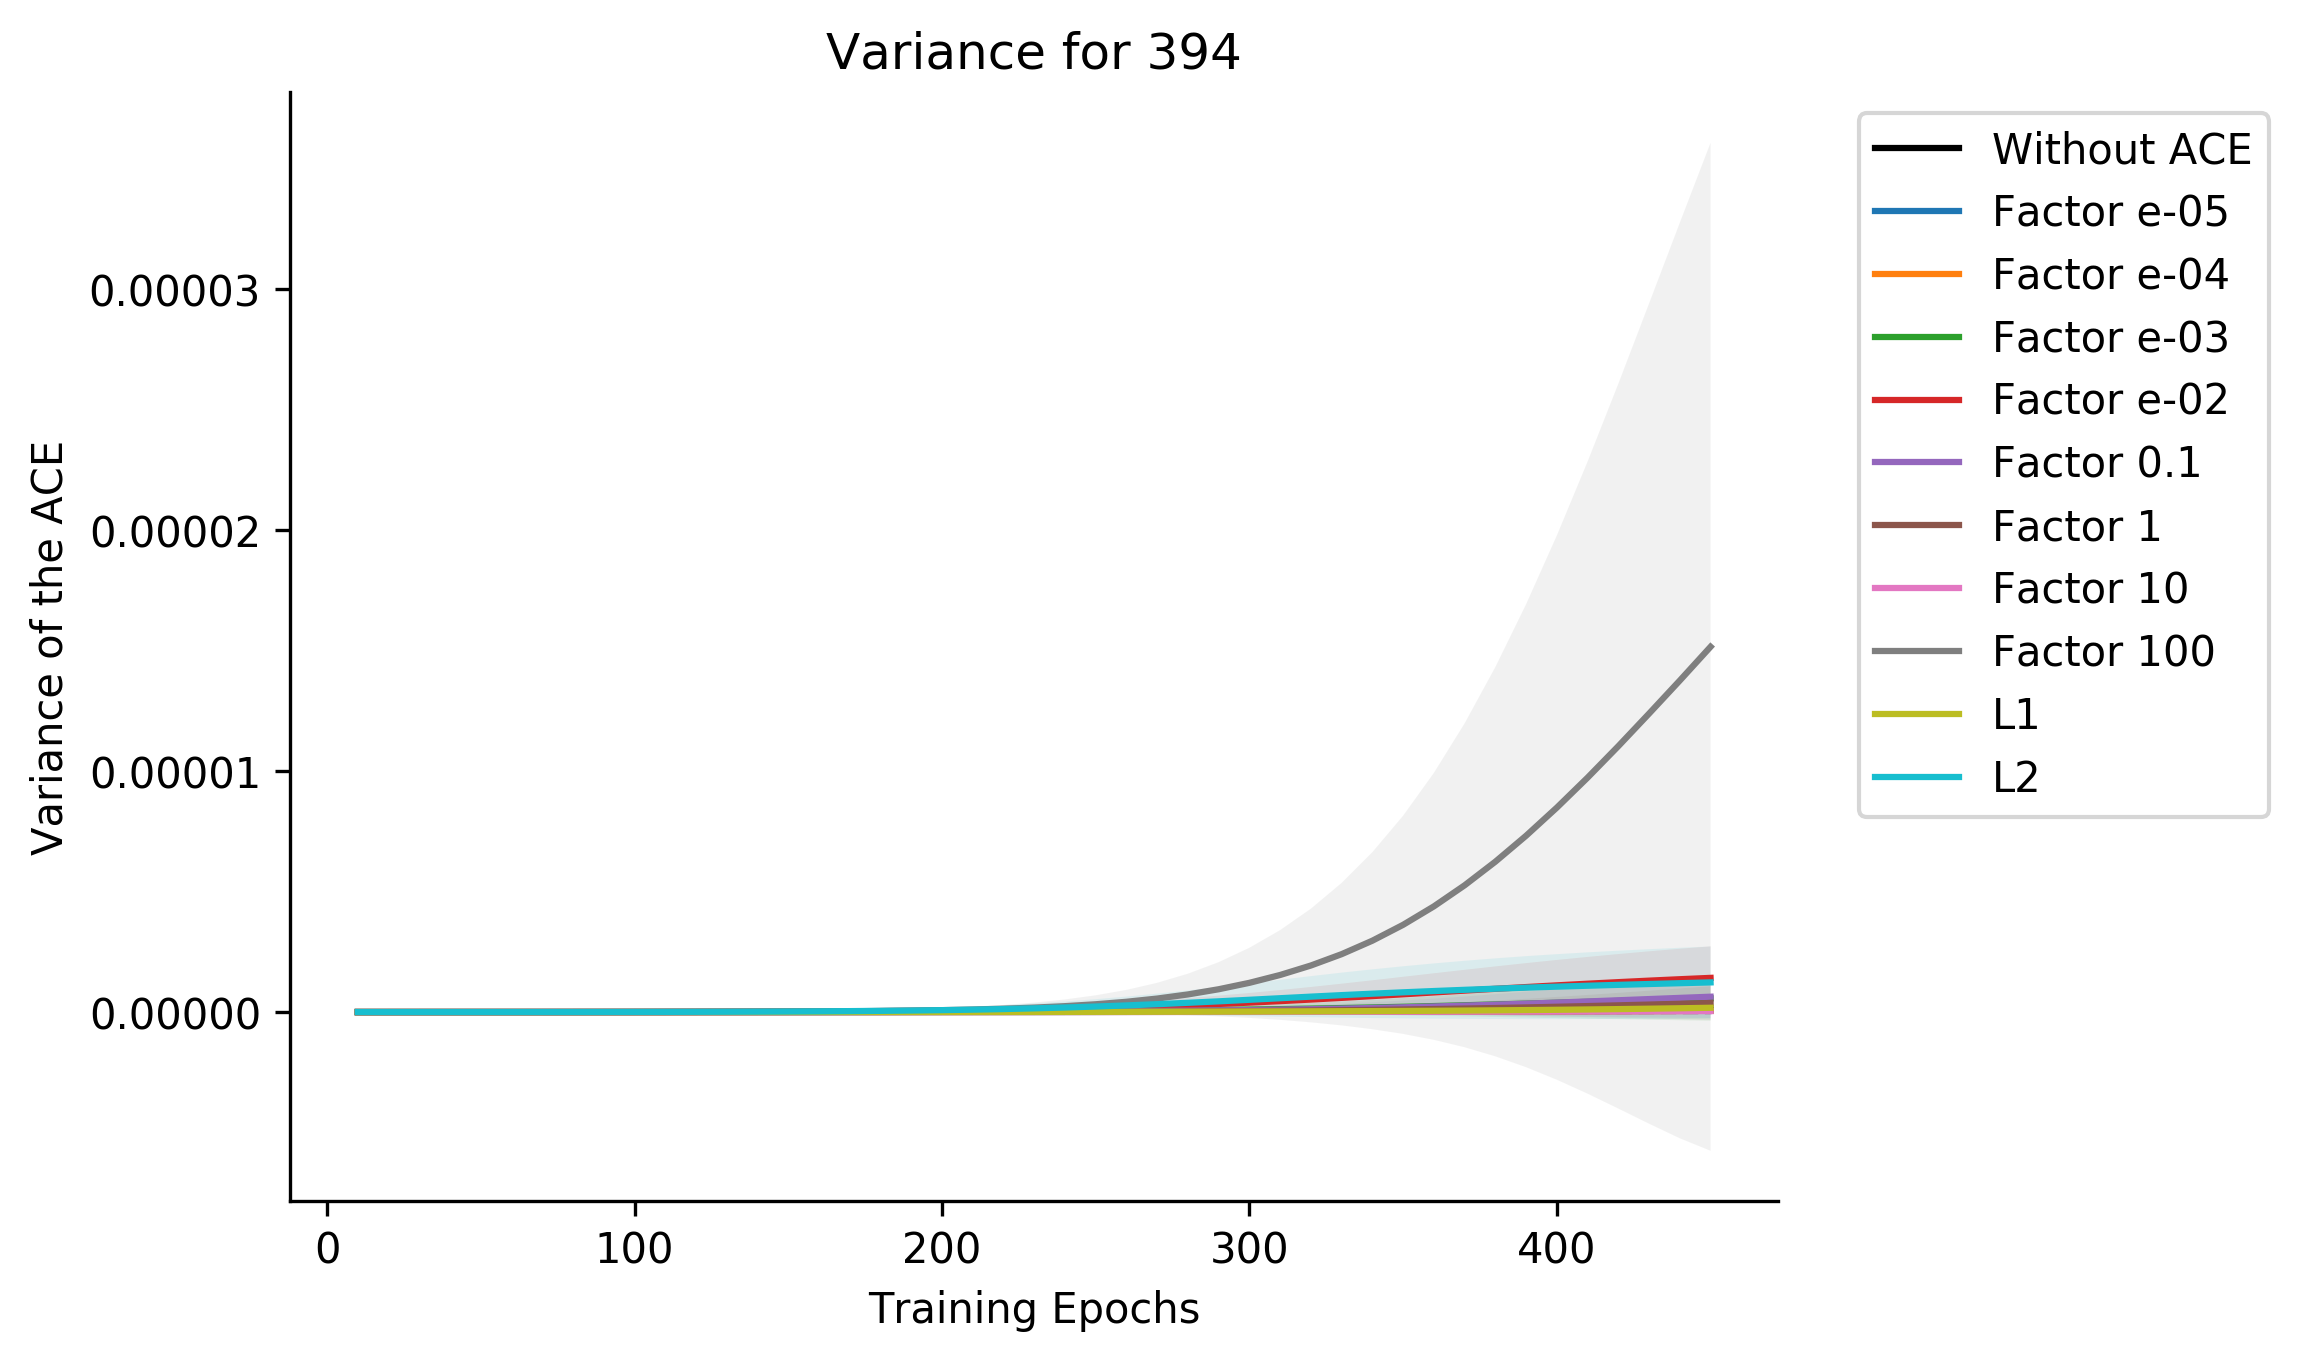 Variance for 394
Variance of the ACE
0.00003
0.00002
0.00001
0.00000
0
100
200
300
400
Training Epochs
Without ACE
Factor e-05
Factor e-04
Factor e-03
Factor e-02
Factor 0.1
Factor 1
Factor 10
Factor 100
L1
L2